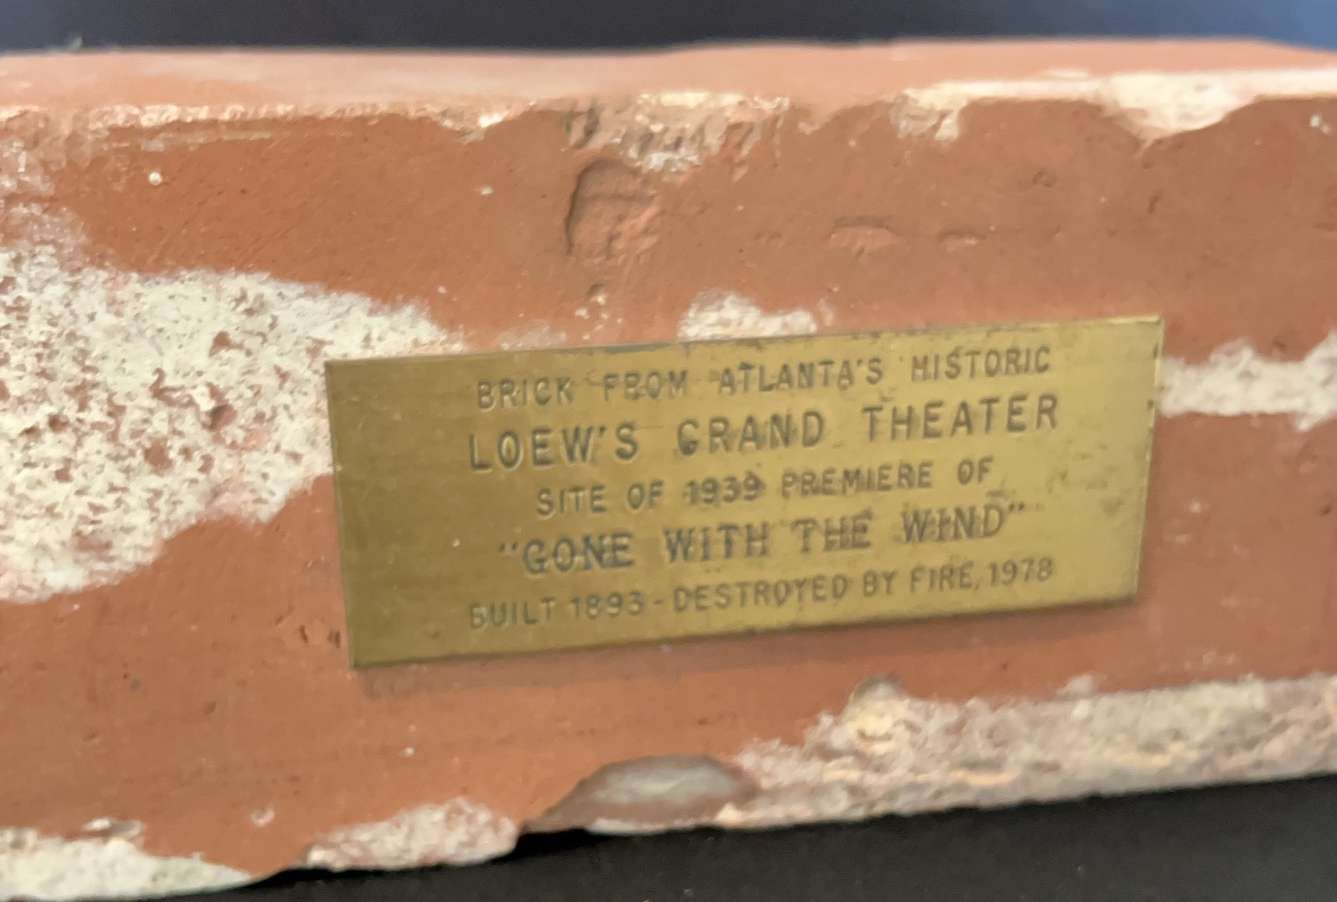 BRICK FROM ATLANTA'S HISTORIC
LOEW'S GRAND THEATER
SITE OF 1939 PREMIERE OF
"GONE WITH THE WIND"
BUILT 1893 - DESTROYED BY FIRE, 1978